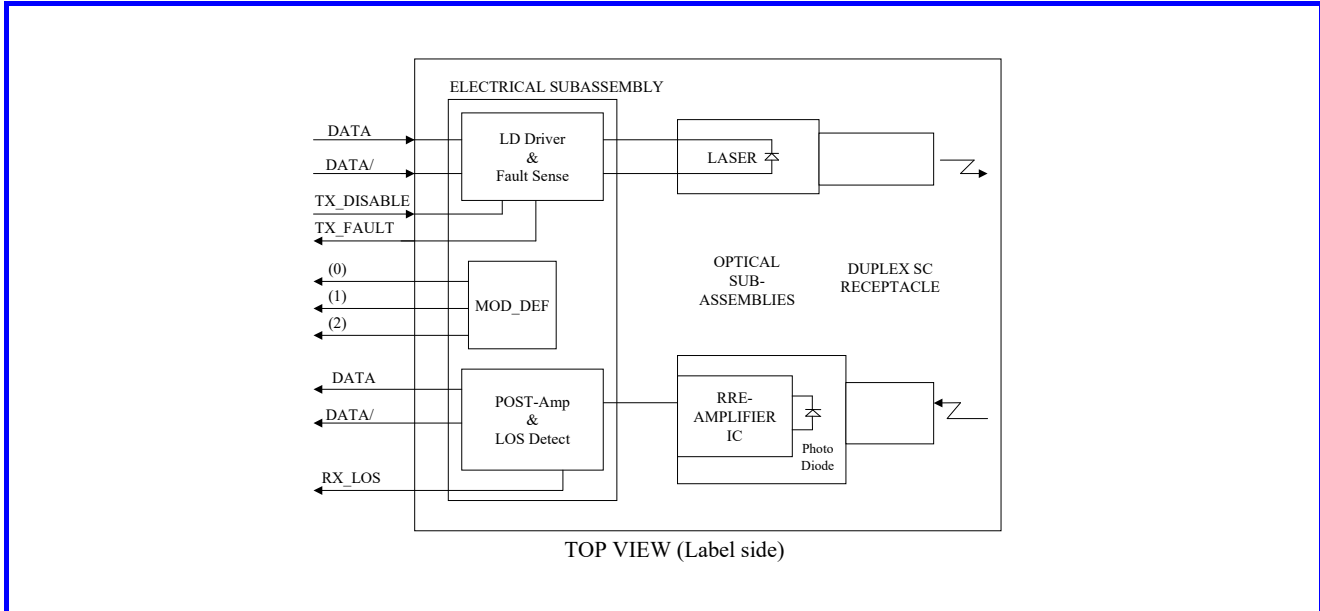 ELECTRICAL SUBASSEMBLY
DATA
DATA/
TX_DISABLE
TX_FAULT
LD Driver
&
Fault Sense
LASER
(0)
(1)
(2)
MOD_DEF
OPTICAL
SUB-
ASSEMBLIES
DUPLEX SC
RECEPTACLE
DATA
DATA/
RX_LOS
POST-Amp
&
LOS Detect
RRE-
AMPLIFIER
IC
Photo
Diode
TOP VIEW (Label side)